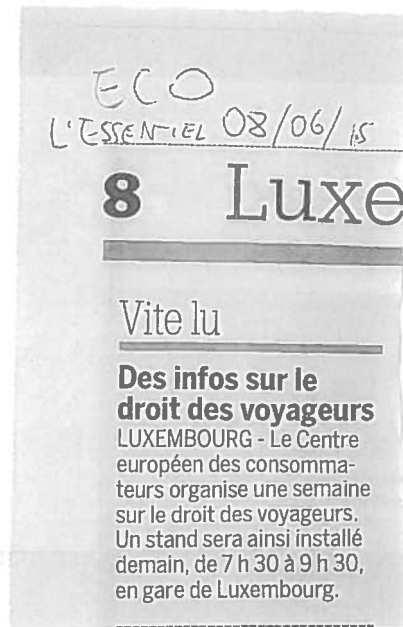 ECO
L'ESSENTIEL 08/06/15
8 Luxe
Vite lu
Des infos sur le
droit des voyageurs
LUXEMBOURG - Le Centre
européen des consomma-
teurs organise une semaine
sur le droit des voyageurs.
Un stand sera ainsi installé
demain, de 7 h 30 à 9 h 30,
en gare de Luxembourg.